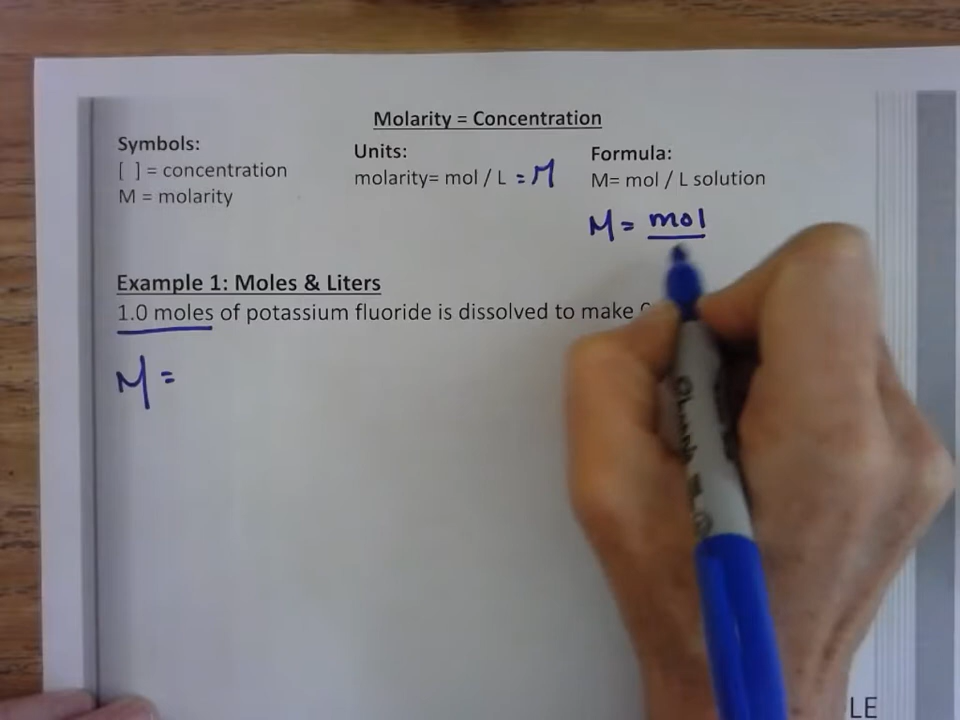 Molarity = Concentration
Symbols:
[ ] = concentration
M = molarity
Units:
molarity= mol / L = M
Formula:
M= mol / L solution
M = mol
Example 1: Moles & Liters
1.0 moles of potassium fluoride is dissolved to make
M =
LE